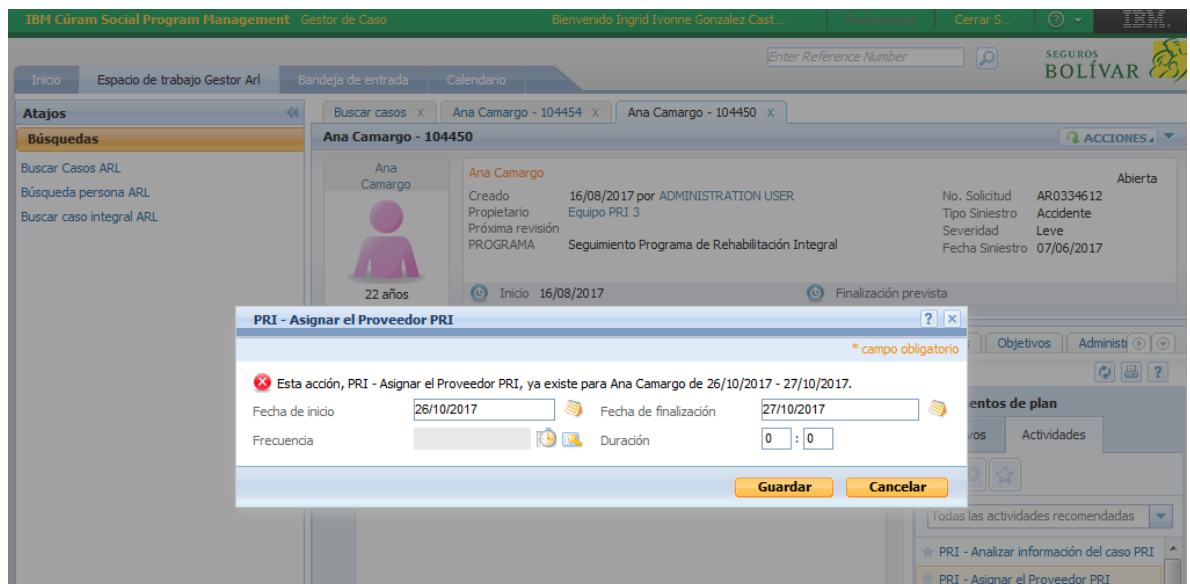 IBM Cúram Social Program Management Gestor de Caso Bienvenido Ingrid Ivonne Gonzalez Cast... Cerrar S... ? IBM.
Enter Reference Number
SEGUROS
BOLÍVAR
Inicio Espacio de trabajo Gestor Arl Bandeja de entrada Calendario
Atajos
Búsquedas
Buscar Casos ARL
Búsqueda persona ARL
Buscar caso integral ARL
Buscar casos X Ana Camargo - 104454 X Ana Camargo - 104450 X
Ana Camargo - 104450 ACCIONES
Ana
Camargo
22 años
Ana Camargo
Abierta
Creado 16/08/2017 por ADMINISTRATION USER
Propietario Equipo PRI 3
Próxima revisión
PROGRAMA Seguimiento Programa de Rehabilitación Integral
No. Solicitud AR0334612
Tipo Siniestro Accidente
Severidad Leve
Fecha Siniestro 07/06/2017
Inicio 16/08/2017 Finalización prevista
PRI - Asignar el Proveedor PRI ? x
* campo obligatorio
Esta acción, PRI - Asignar el Proveedor PRI, ya existe para Ana Camargo de 26/10/2017 - 27/10/2017.
Fecha de inicio 26/10/2017 Fecha de finalización 27/10/2017
Frecuencia Duración 0 : 0
Guardar Cancelar
Objetivos Administ
?
entos de plan
vos Actividades
Todas las actividades recomendadas
PRI - Analizar información del caso PRI
PRI - Asignar el Proveedor PRI